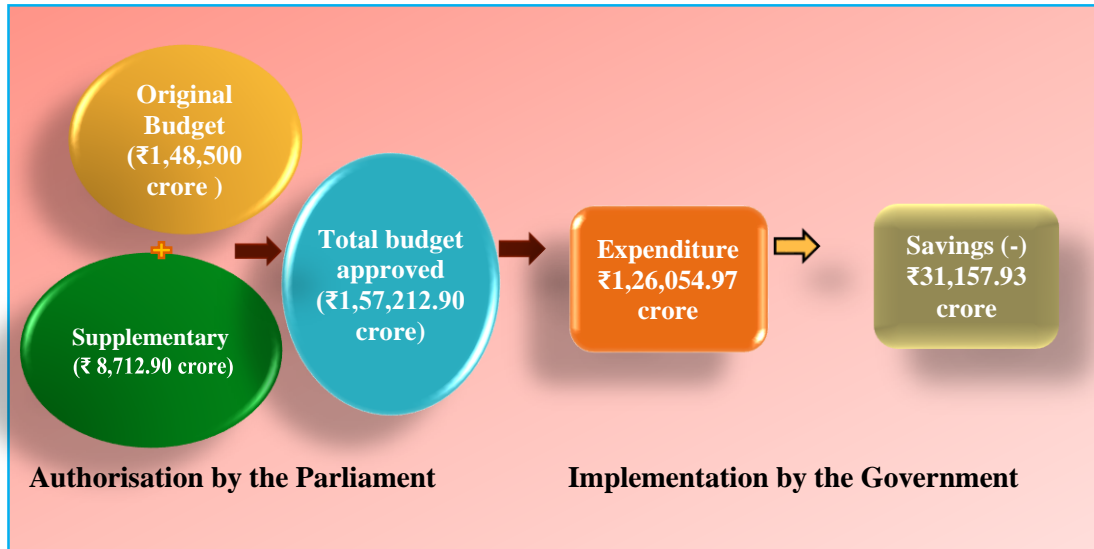 Original
Budget
(₹1,48,500
crore )
+
Supplementary
(₹ 8,712.90 crore)
Total budget
approved
(₹1,57,212.90
crore)
Expenditure
₹1,26,054.97
crore
Savings (-)
₹31,157.93
crore
Authorisation by the Parliament
Implementation by the Government